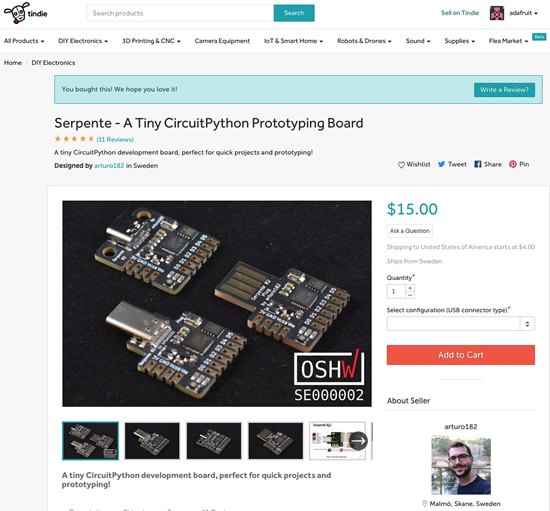 tindie
Search products
Search
Sell on Tindie
adafruit
All Products
DIY Electronics
3D Printing & CNC
Camera Equipment
IoT & Smart Home
Robots & Drones
Sound
Supplies
Flea Market
Beta
Home / DIY Electronics
You bought this! We hope you love it!
Write a Review?
Serpente - A Tiny CircuitPython Prototyping Board
(11 Reviews)
A tiny CircuitPython development board, perfect for quick projects and prototyping!
Designed by arturo182 in Sweden
Wishlist
Tweet
Share
Pin
$15.00
Ask a Question
Shipping to United States of America starts at $4.00
Ships from Sweden
Quantity*
1
Select configuration (USB connector type)*
Add to Cart
OSHW
SE000002
About Seller
arturo182
Malmö, Skane, Sweden
A tiny CircuitPython development board, perfect for quick projects and
prototyping!